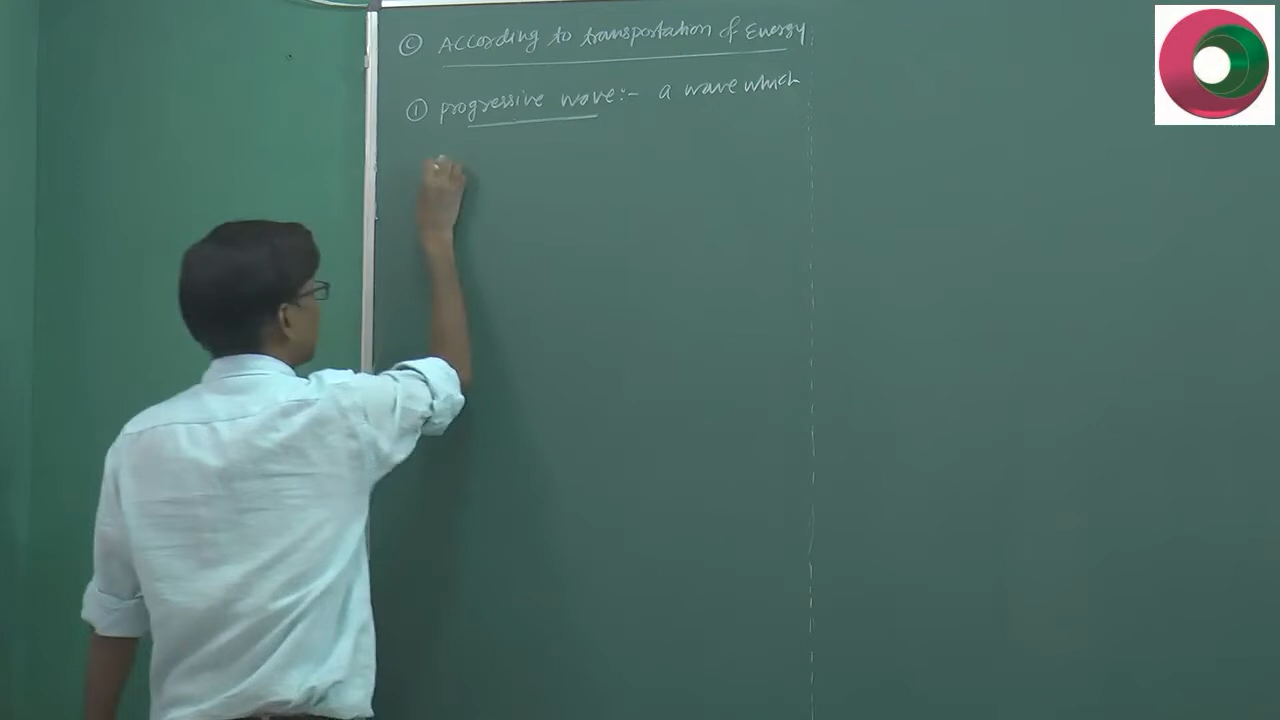 Ⓒ According to transportation of Energy
① progressive wave:- a wave which